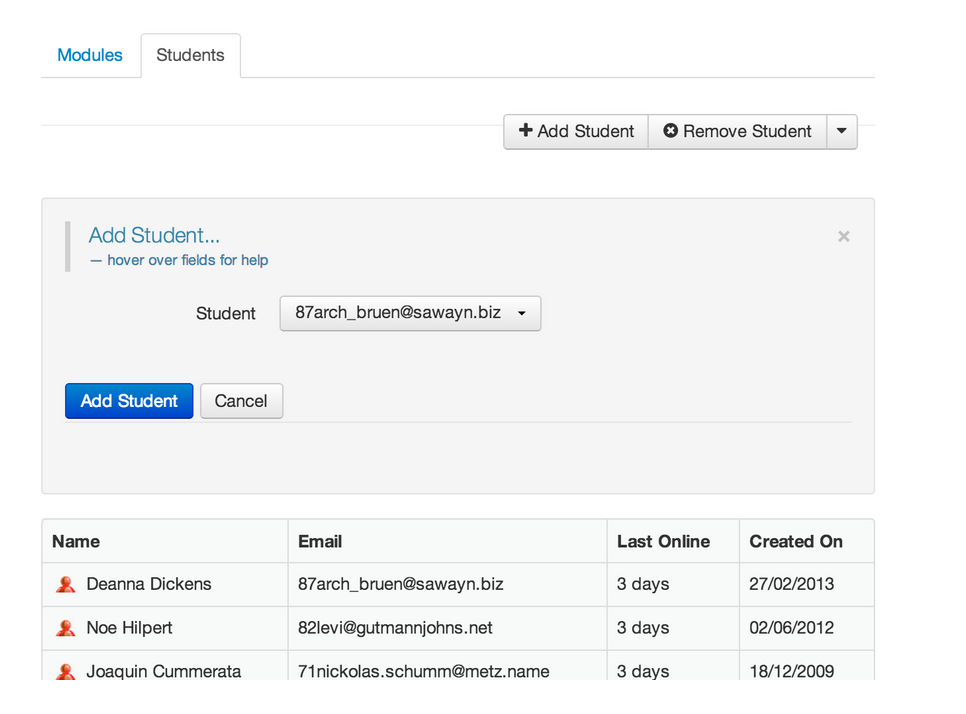 Modules Students
Add Student Remove Student
Add Student...
— hover over fields for help
Student 87arch_bruen@sawayn.biz
Add Student Cancel
Name Email Last Online Created On
Deanna Dickens 87arch_bruen@sawayn.biz 3 days 27/02/2013
Noe Hilpert 82levi@gutmannjohns.net 3 days 02/06/2012
Joaquin Cummerata 71nickolas.schumm@metz.name 3 days 18/12/2009